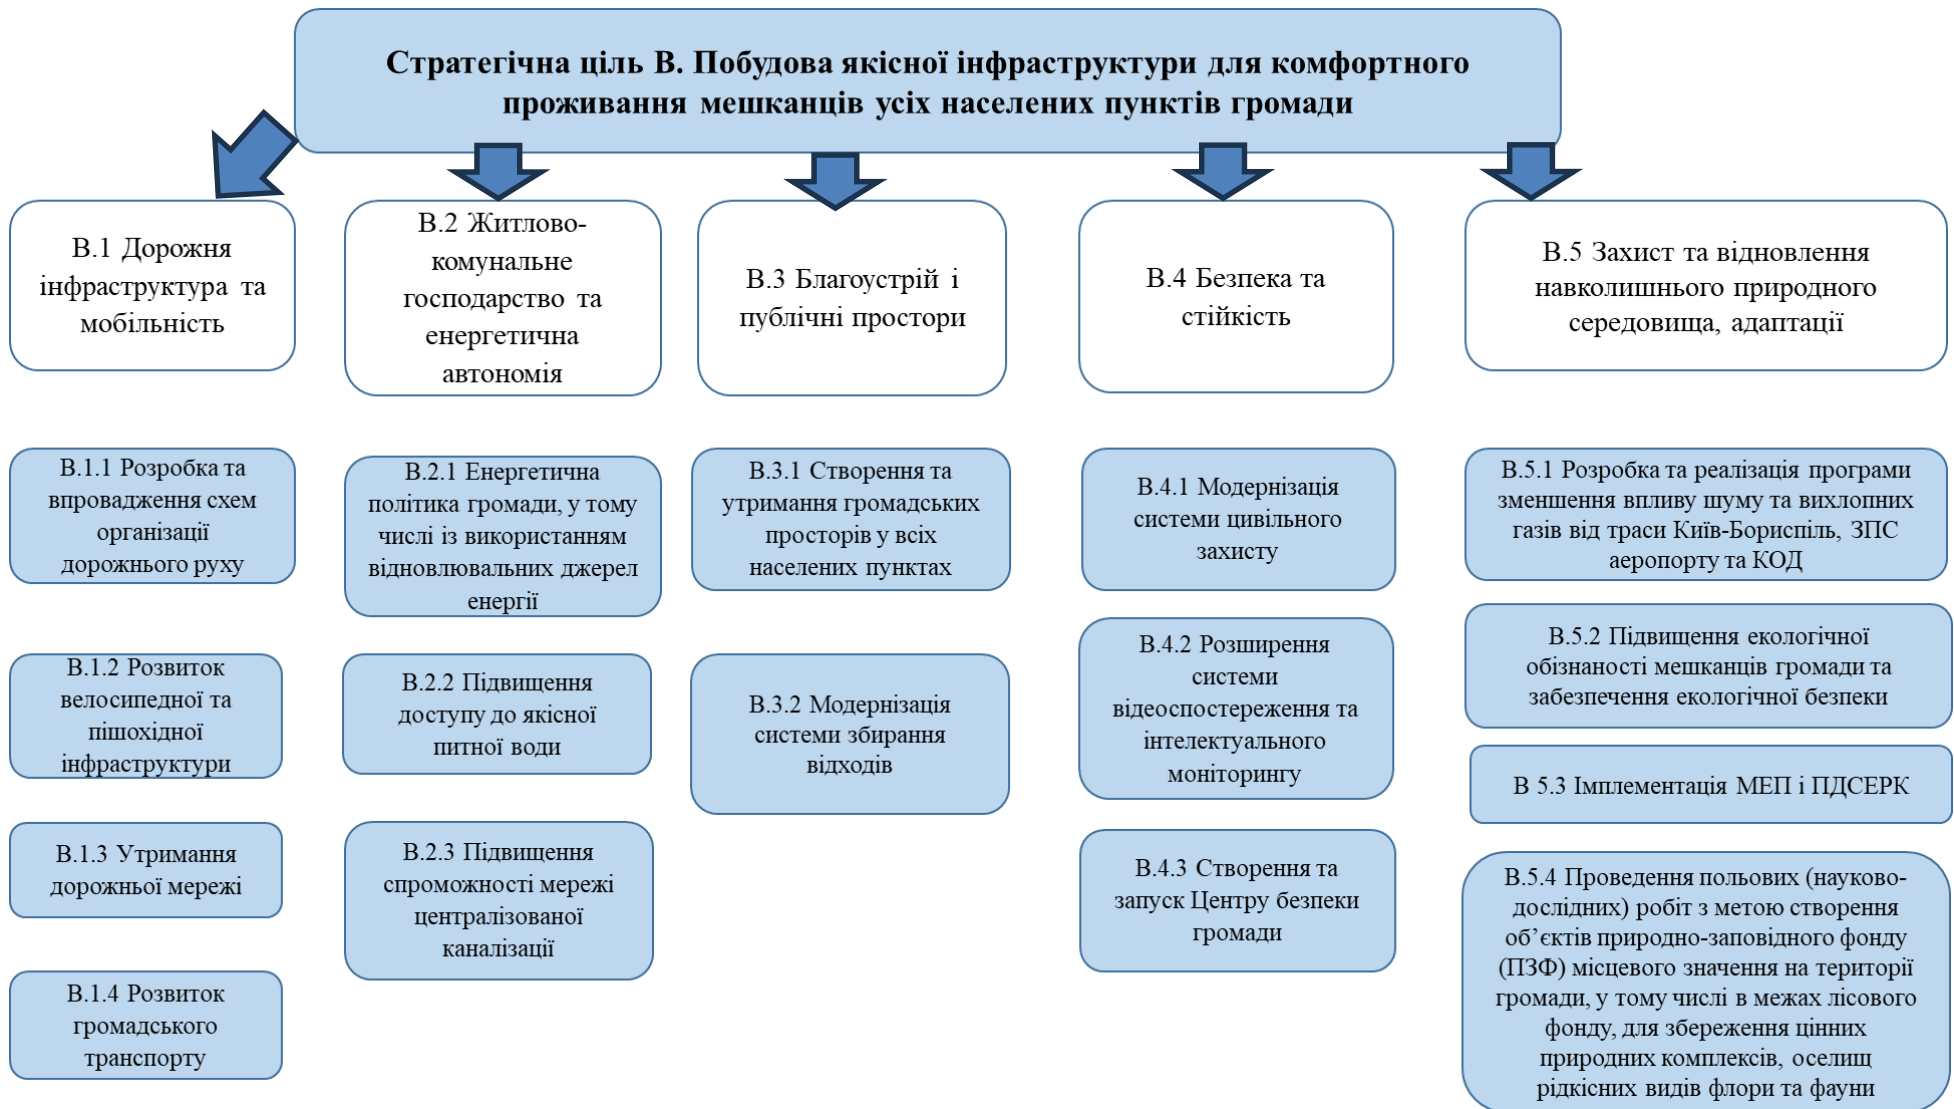 Стратегічна ціль В. Побудова якісної інфраструктури для комфортного
проживання мешканців усіх населених пунктів громади
В.1 Дорожня
інфраструктура та
мобільність
В.2 Житлово-
комунальне
господарство та
енергетична
автономія
В.3 Благоустрій і
публічні простори
В.4 Безпека та
стійкість
В.5 Захист та відновлення
навколишнього природного
середовища, адаптації
В.1.1 Розробка та
впровадження схем
організації
дорожнього руху
В.1.2 Розвиток
велосипедної та
пішохідної
інфраструктури
В.1.3 Утримання
дорожньої мережі
В.1.4 Розвиток
громадського
транспорту
В.2.1 Енергетична
політика громади, у тому
числі із використанням
відновлювальних джерел
енергії
В.2.2 Підвищення
доступу до якісної
питної води
В.2.3 Підвищення
спроможності мережі
централізованої
каналізації
В.3.1 Створення та
утримання громадських
просторів у всіх
населених пунктах
В.3.2 Модернізація
системи збирання
відходів
В.4.1 Модернізація
системи цивільного
захисту
В.4.2 Розширення
системи
відеоспостереження та
інтелектуального
моніторингу
В.4.3 Створення та
запуск Центру безпеки
громади
В.5.1 Розробка та реалізація програми
зменшення впливу шуму та вихлопних
газів від траси Київ-Бориспіль, ЗПС
аеропорту та КОД
В.5.2 Підвищення екологічної
обізнаності мешканців громади та
забезпечення екологічної безпеки
В 5.3 Імплементація МЕП і ПДСЕРК
В.5.4 Проведення польових (науково-
дослідних) робіт з метою створення
об’єктів природно-заповідного фонду
(ПЗФ) місцевого значення на території
громади, у тому числі в межах лісового
фонду, для збереження цінних
природних комплексів, оселищ
рідкісних видів флори та фауни